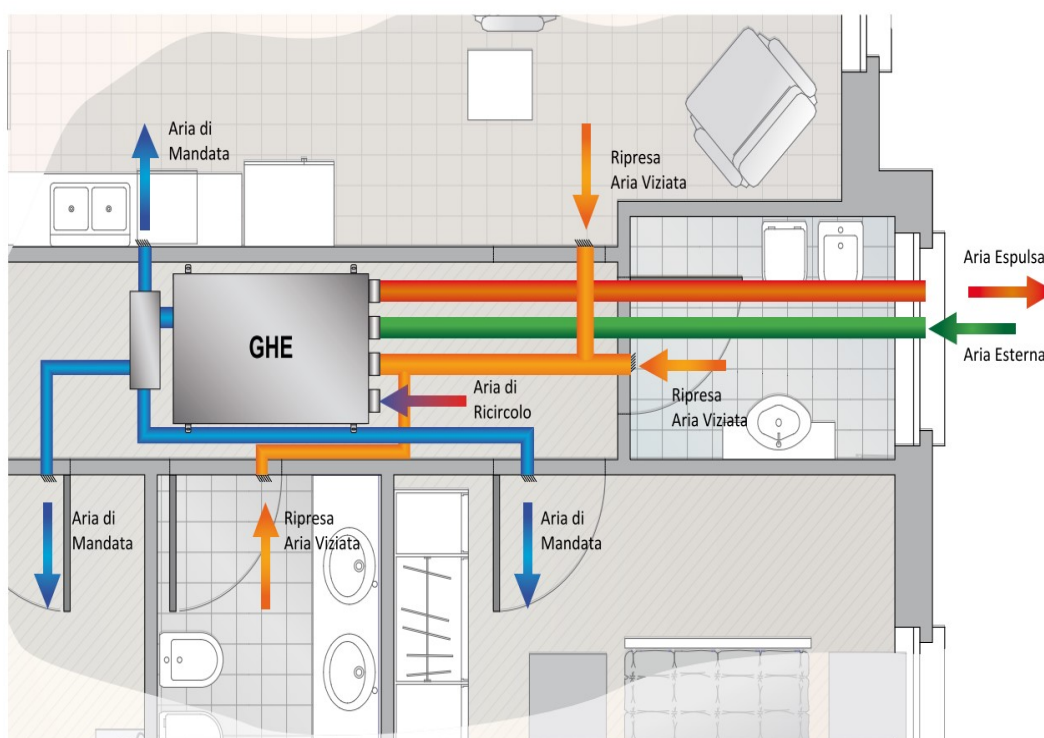 Aria di
Mandata
Ripresa
Aria Viziata
Aria Espulsa
GHE
Aria Esterna
Aria di
Ricircolo
Ripresa
Aria Viziata
Aria di
Mandata
Ripresa
Aria Viziata
Aria di
Mandata